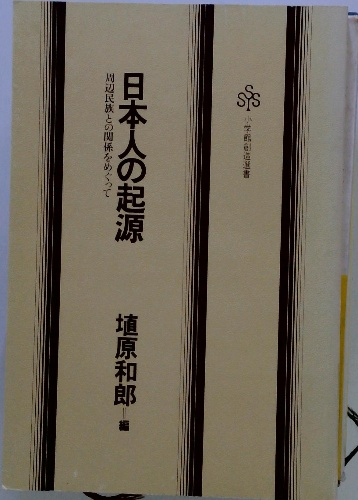 SSS
小学館創造選書
日本人の起源
周辺民族との関係をめぐって
埴原和郎=編